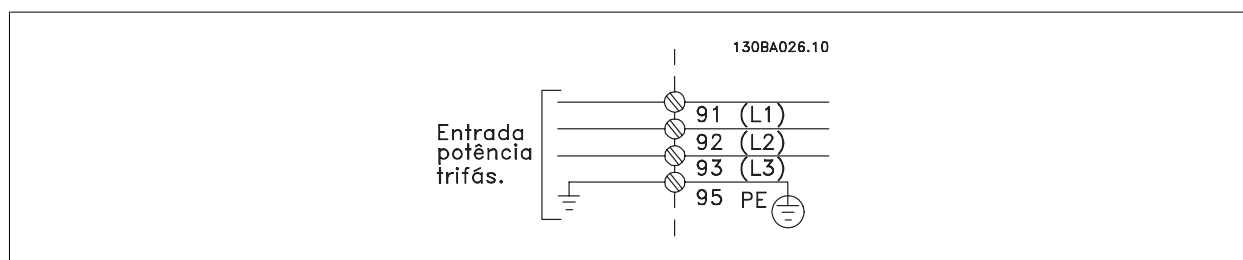 130BA026.10
Entrada
potência
trifás.
91 (L1)
92 (L2)
93 (L3)
95 PE